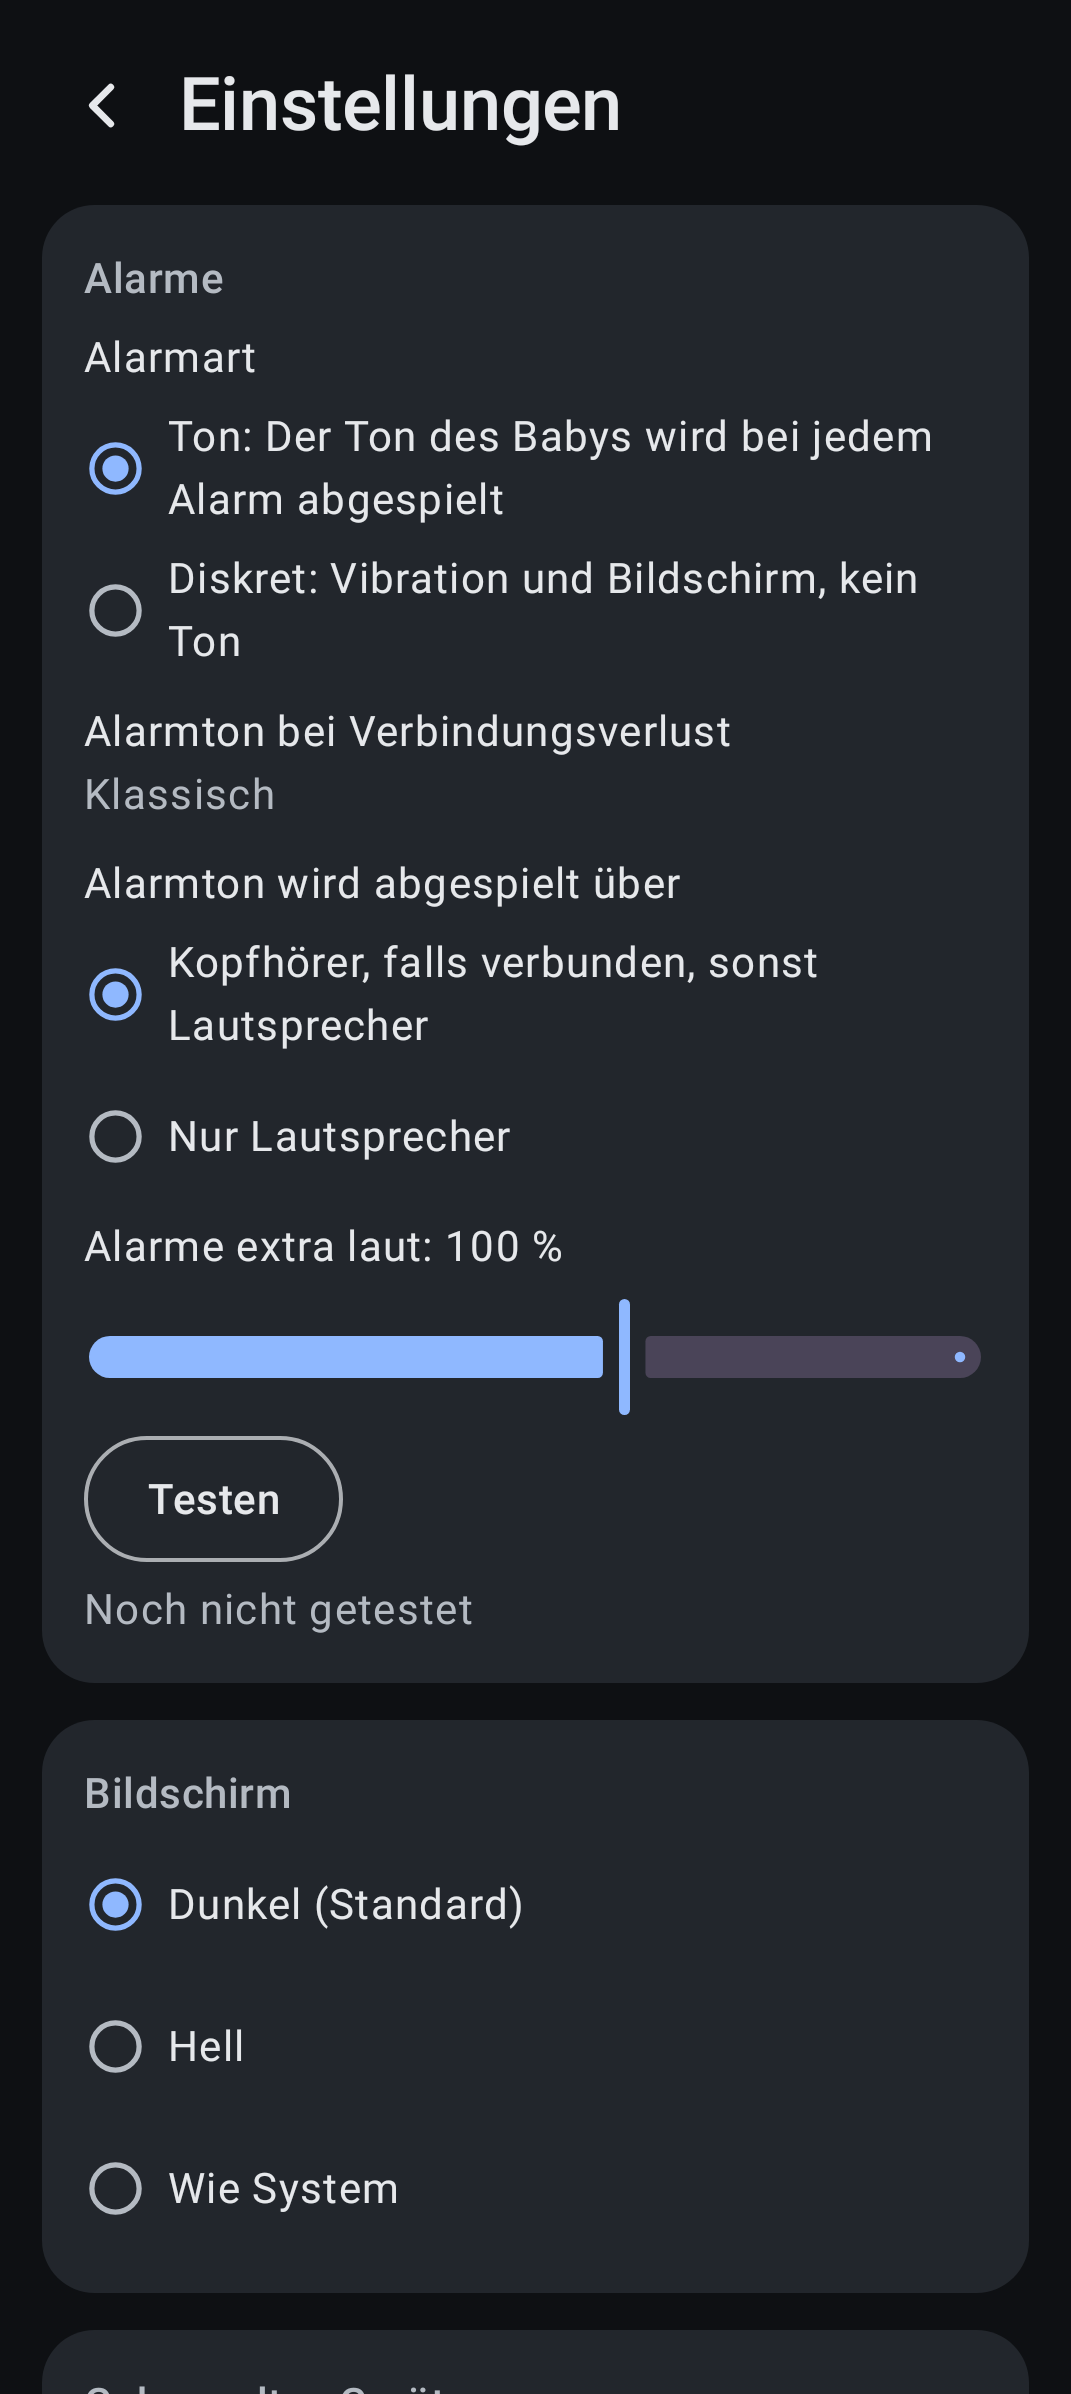 Einstellungen
Alarme
Alarmart
Ton: Der Ton des Babys wird bei jedem
Alarm abgespielt
Diskret: Vibration und Bildschirm, kein
Ton
Alarmton bei Verbindungsverlust
Klassisch
Alarmton wird abgespielt über
Kopfhörer, falls verbunden, sonst
Lautsprecher
Nur Lautsprecher
Alarme extra laut: 100 %
Testen
Noch nicht getestet
Bildschirm
Dunkel (Standard)
Hell
Wie System